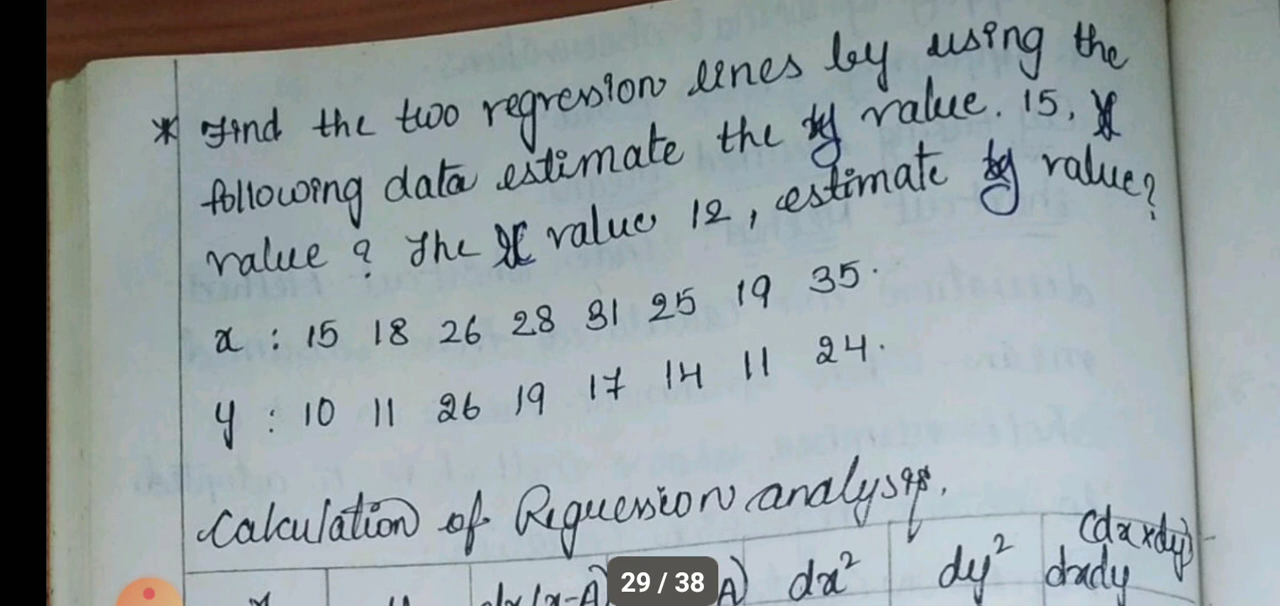 * Find the two regression lines by using the
following data estimate the y value. 15, y
value? The X value 12, estimate y value?
x : 15 18 26 28 31 25 19 35.
y : 10 11 26 19 17 14 11 24.
Calculation of Reguession analysis.
(dx x dy)
dx (x-A) A) dx² dy² dxdy
29 / 38